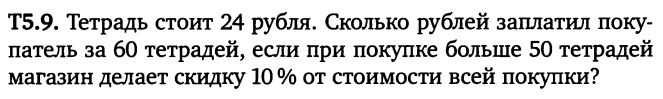 Т5.9. Тетрадь стоит 24 рубля. Сколько рублей заплатил поку-
патель за 60 тетрадей, если при покупке больше 50 тетрадей
магазин делает скидку 10 % от стоимости всей покупки?